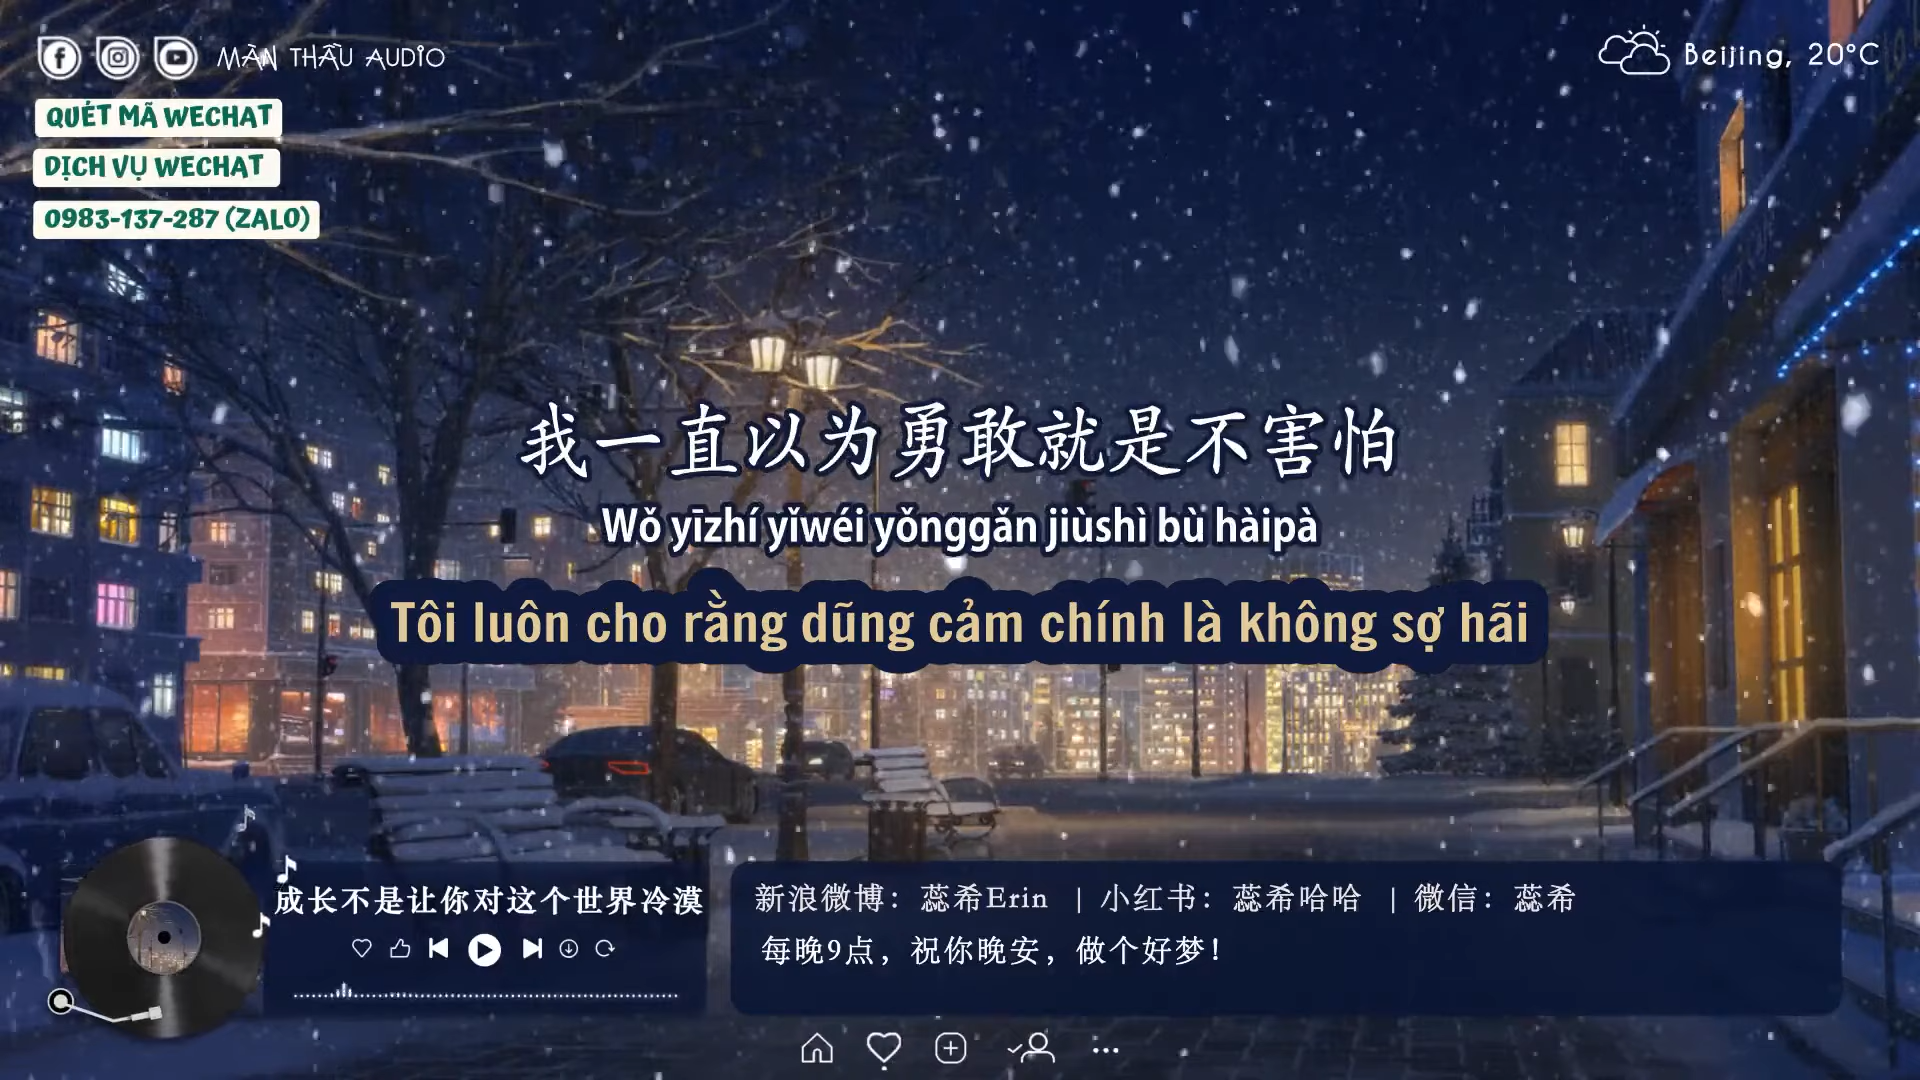 MÀN THẦU AUDIO
Beijing, 20°C
QUÉT MÃ WECHAT
DỊCH VỤ WECHAT
0983-137-287 (ZALO)
我一直以为勇敢就是不害怕
Wǒ yīzhí yǐwéi yǒnggǎn jiùshì bù hàipà
Tôi luôn cho rằng dũng cảm chính là không sợ hãi
成长不是让你对这个世界冷漠
新浪微博：蕊希Erin | 小红书：蕊希哈哈 | 微信：蕊希
每晚9点，祝你晚安，做个好梦！